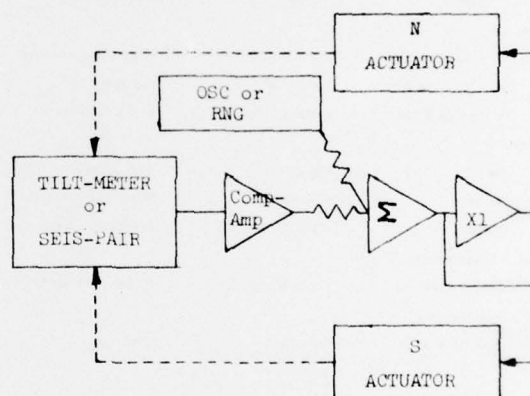 N
ACTUATOR
OSC or
RNG
TILT-METER
or
SEIS-PAIR
Comp-
Amp
Σ
X1
S
ACTUATOR